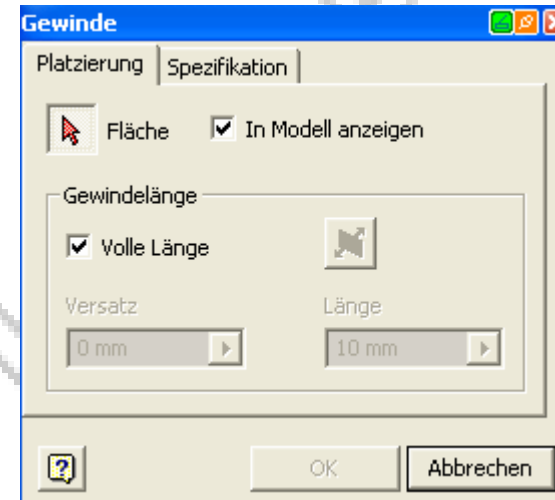 Gewinde
Platzierung Spezifikation
Fläche In Modell anzeigen
Gewindelänge
Volle Länge
Versatz Länge
0 mm 10 mm
OK Abbrechen